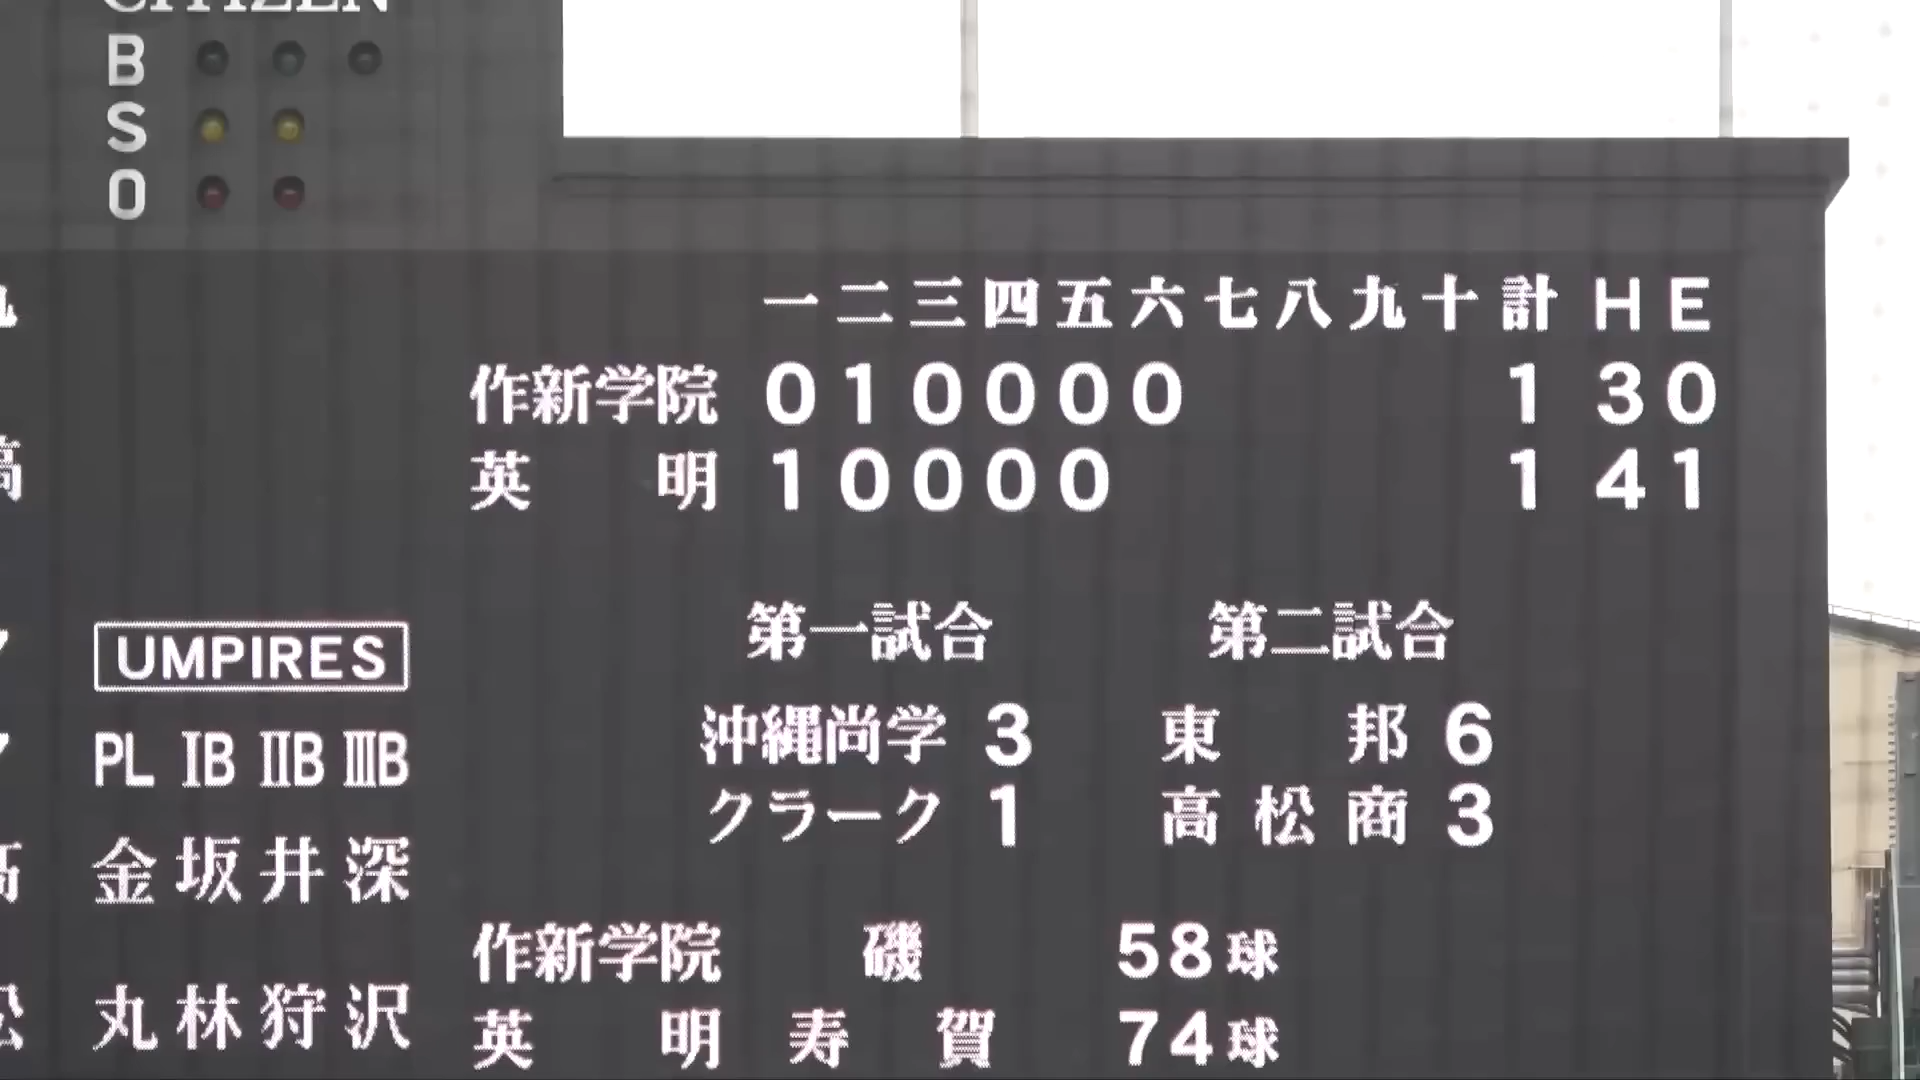 CITIZEN
B
S
O
一 二 三 四 五 六 七 八 九 十 計 H E
作新学院 0 1 0 0 0 0 1 3 0
英明 1 0 0 0 0 1 4 1
第一試合 第二試合
沖縄尚学 3 東邦 6
クラーク 1 高松商 3
UMPIRES
PL IB IIB IIIB
金丸 坂林 井狩 深沢
作新学院 磯 58球
英明 寿賀 74球